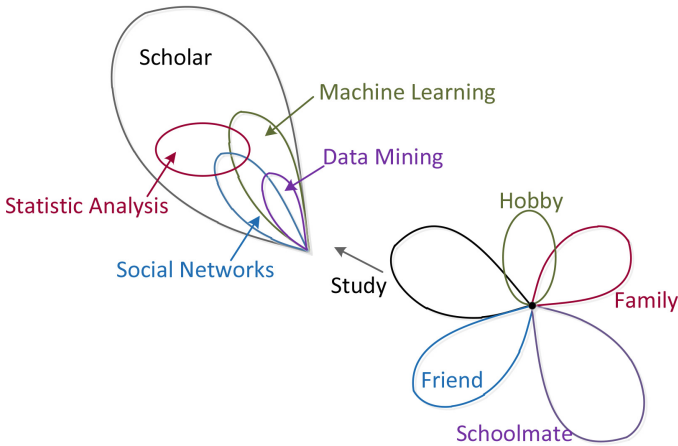 Scholar
Machine Learning
Data Mining
Statistic Analysis
Social Networks
Hobby
Study
Family
Friend
Schoolmate